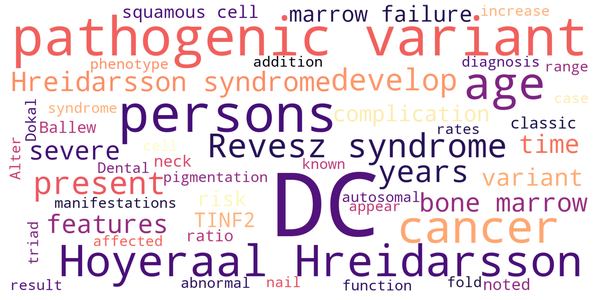 squamous cell
marrow failure
increase
pathogenic variant
phenotype
addition
diagnosis
range
Hreidarsson syndrome
develop
age
syndrome
persons
complication
case
Dokal
Ballew
cell
Revesz syndrome
rates
classic
Alter
severe
neck
known
time
Dental
pigmentation
DC
years
autosomal
variant
present
risk
appear
bone marrow
manifestations
TINF2
cancer
features
ratio
triad
affected
Hoyeraal Hreidarsson
result
abnormal
nail
function
fold
noted